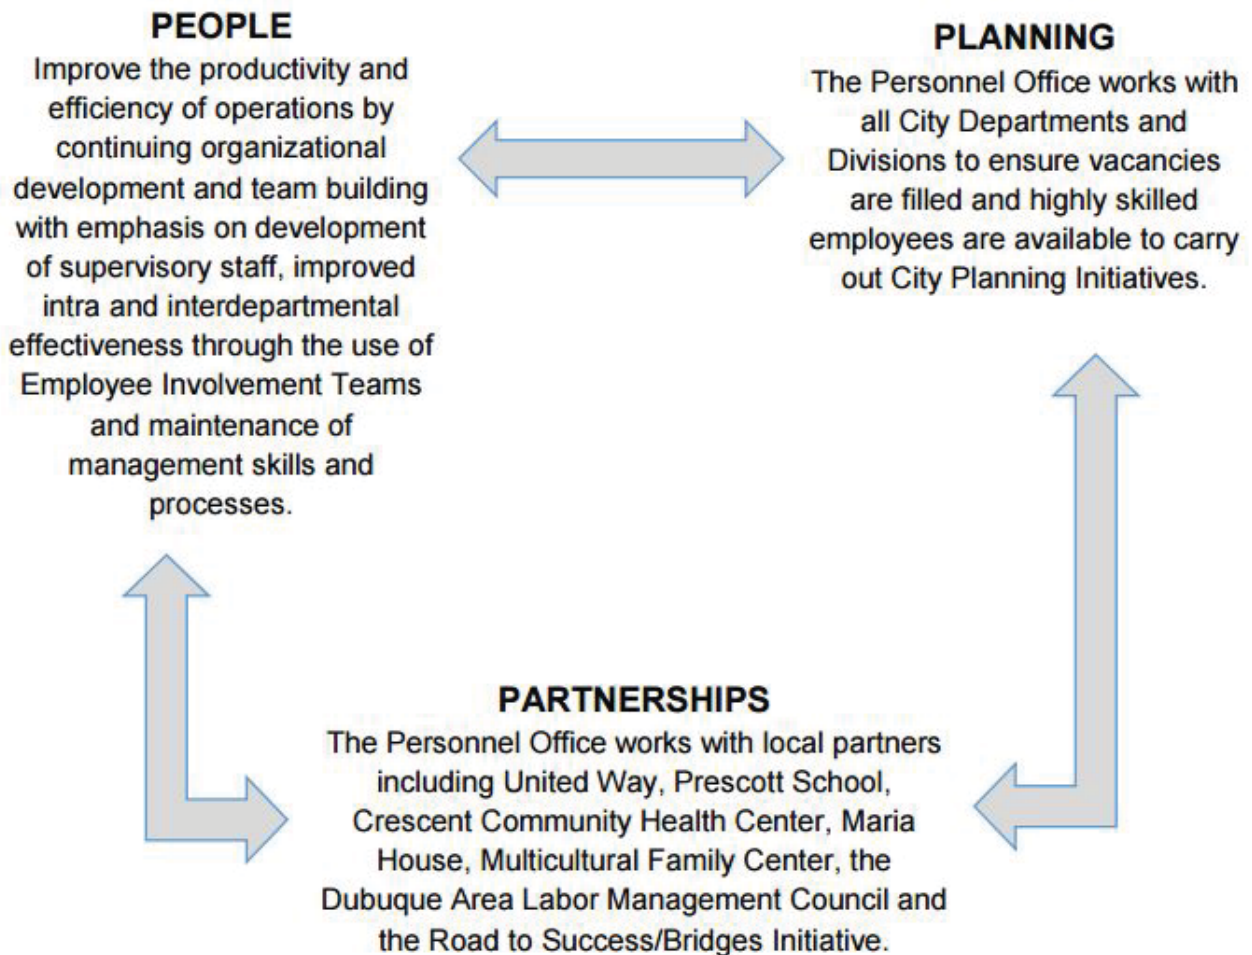 PEOPLE
Improve the productivity and
efficiency of operations by
continuing organizational
development and team building
with emphasis on development
of supervisory staff, improved
intra and interdepartmental
effectiveness through the use of
Employee Involvement Teams
and maintenance of
management skills and
processes.
PLANNING
The Personnel Office works with
all City Departments and
Divisions to ensure vacancies
are filled and highly skilled
employees are available to carry
out City Planning Initiatives.
PARTNERSHIPS
The Personnel Office works with local partners
including United Way, Prescott School,
Crescent Community Health Center, Maria
House, Multicultural Family Center, the
Dubuque Area Labor Management Council and
the Road to Success/Bridges Initiative.